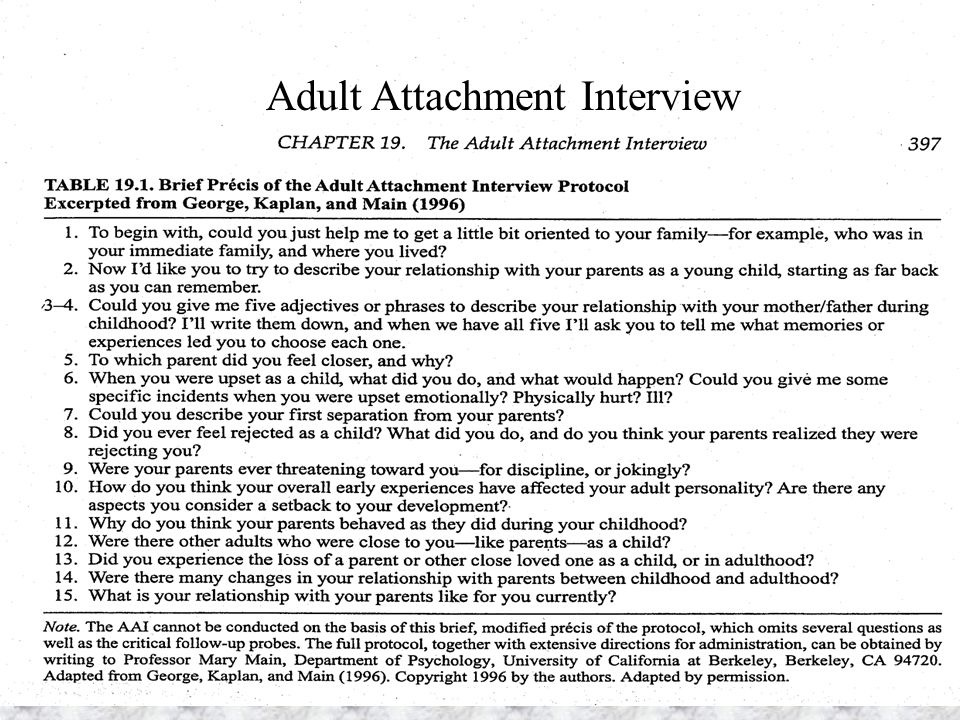 Adult Attachment Interview
CHAPTER 19. The Adult Attachment Interview 397
TABLE 19.1. Brief Précis of the Adult Attachment Interview Protocol
Excerpted from George, Kaplan, and Main (1996)
1. To begin with, could you just help me to get a little bit oriented to your family—for example, who was in
your immediate family, and where you lived?
2. Now I'd like you to try to describe your relationship with your parents as a young child, starting as far back
as you can remember.
3–4. Could you give me five adjectives or phrases to describe your relationship with your mother/father during
childhood? I'll write them down, and when we have all five I'll ask you to tell me what memories or
experiences led you to choose each one.
5. To which parent did you feel closer, and why?
6. When you were upset as a child, what did you do, and what would happen? Could you give me some
specific incidents when you were upset emotionally? Physically hurt? Ill?
7. Could you describe your first separation from your parents?
8. Did you ever feel rejected as a child? What did you do, and do you think your parents realized they were
rejecting you?
9. Were your parents ever threatening toward you—for discipline, or jokingly?
10. How do you think your overall early experiences have affected your adult personality? Are there any
aspects you consider a setback to your development?
11. Why do you think your parents behaved as they did during your childhood?
12. Were there other adults who were close to you—like parents—as a child?
13. Did you experience the loss of a parent or other close loved one as a child, or in adulthood?
14. Were there many changes in your relationship with parents between childhood and adulthood?
15. What is your relationship with your parents like for you currently?
Note. The AAI cannot be conducted on the basis of this brief, modified précis of the protocol, which omits several questions as
well as the critical follow-up probes. The full protocol, together with extensive directions for administration, can be obtained by
writing to Professor Mary Main, Department of Psychology, University of California at Berkeley, Berkeley, CA 94720.
Adapted from George, Kaplan, and Main (1996). Copyright 1996 by the authors. Adapted by permission.